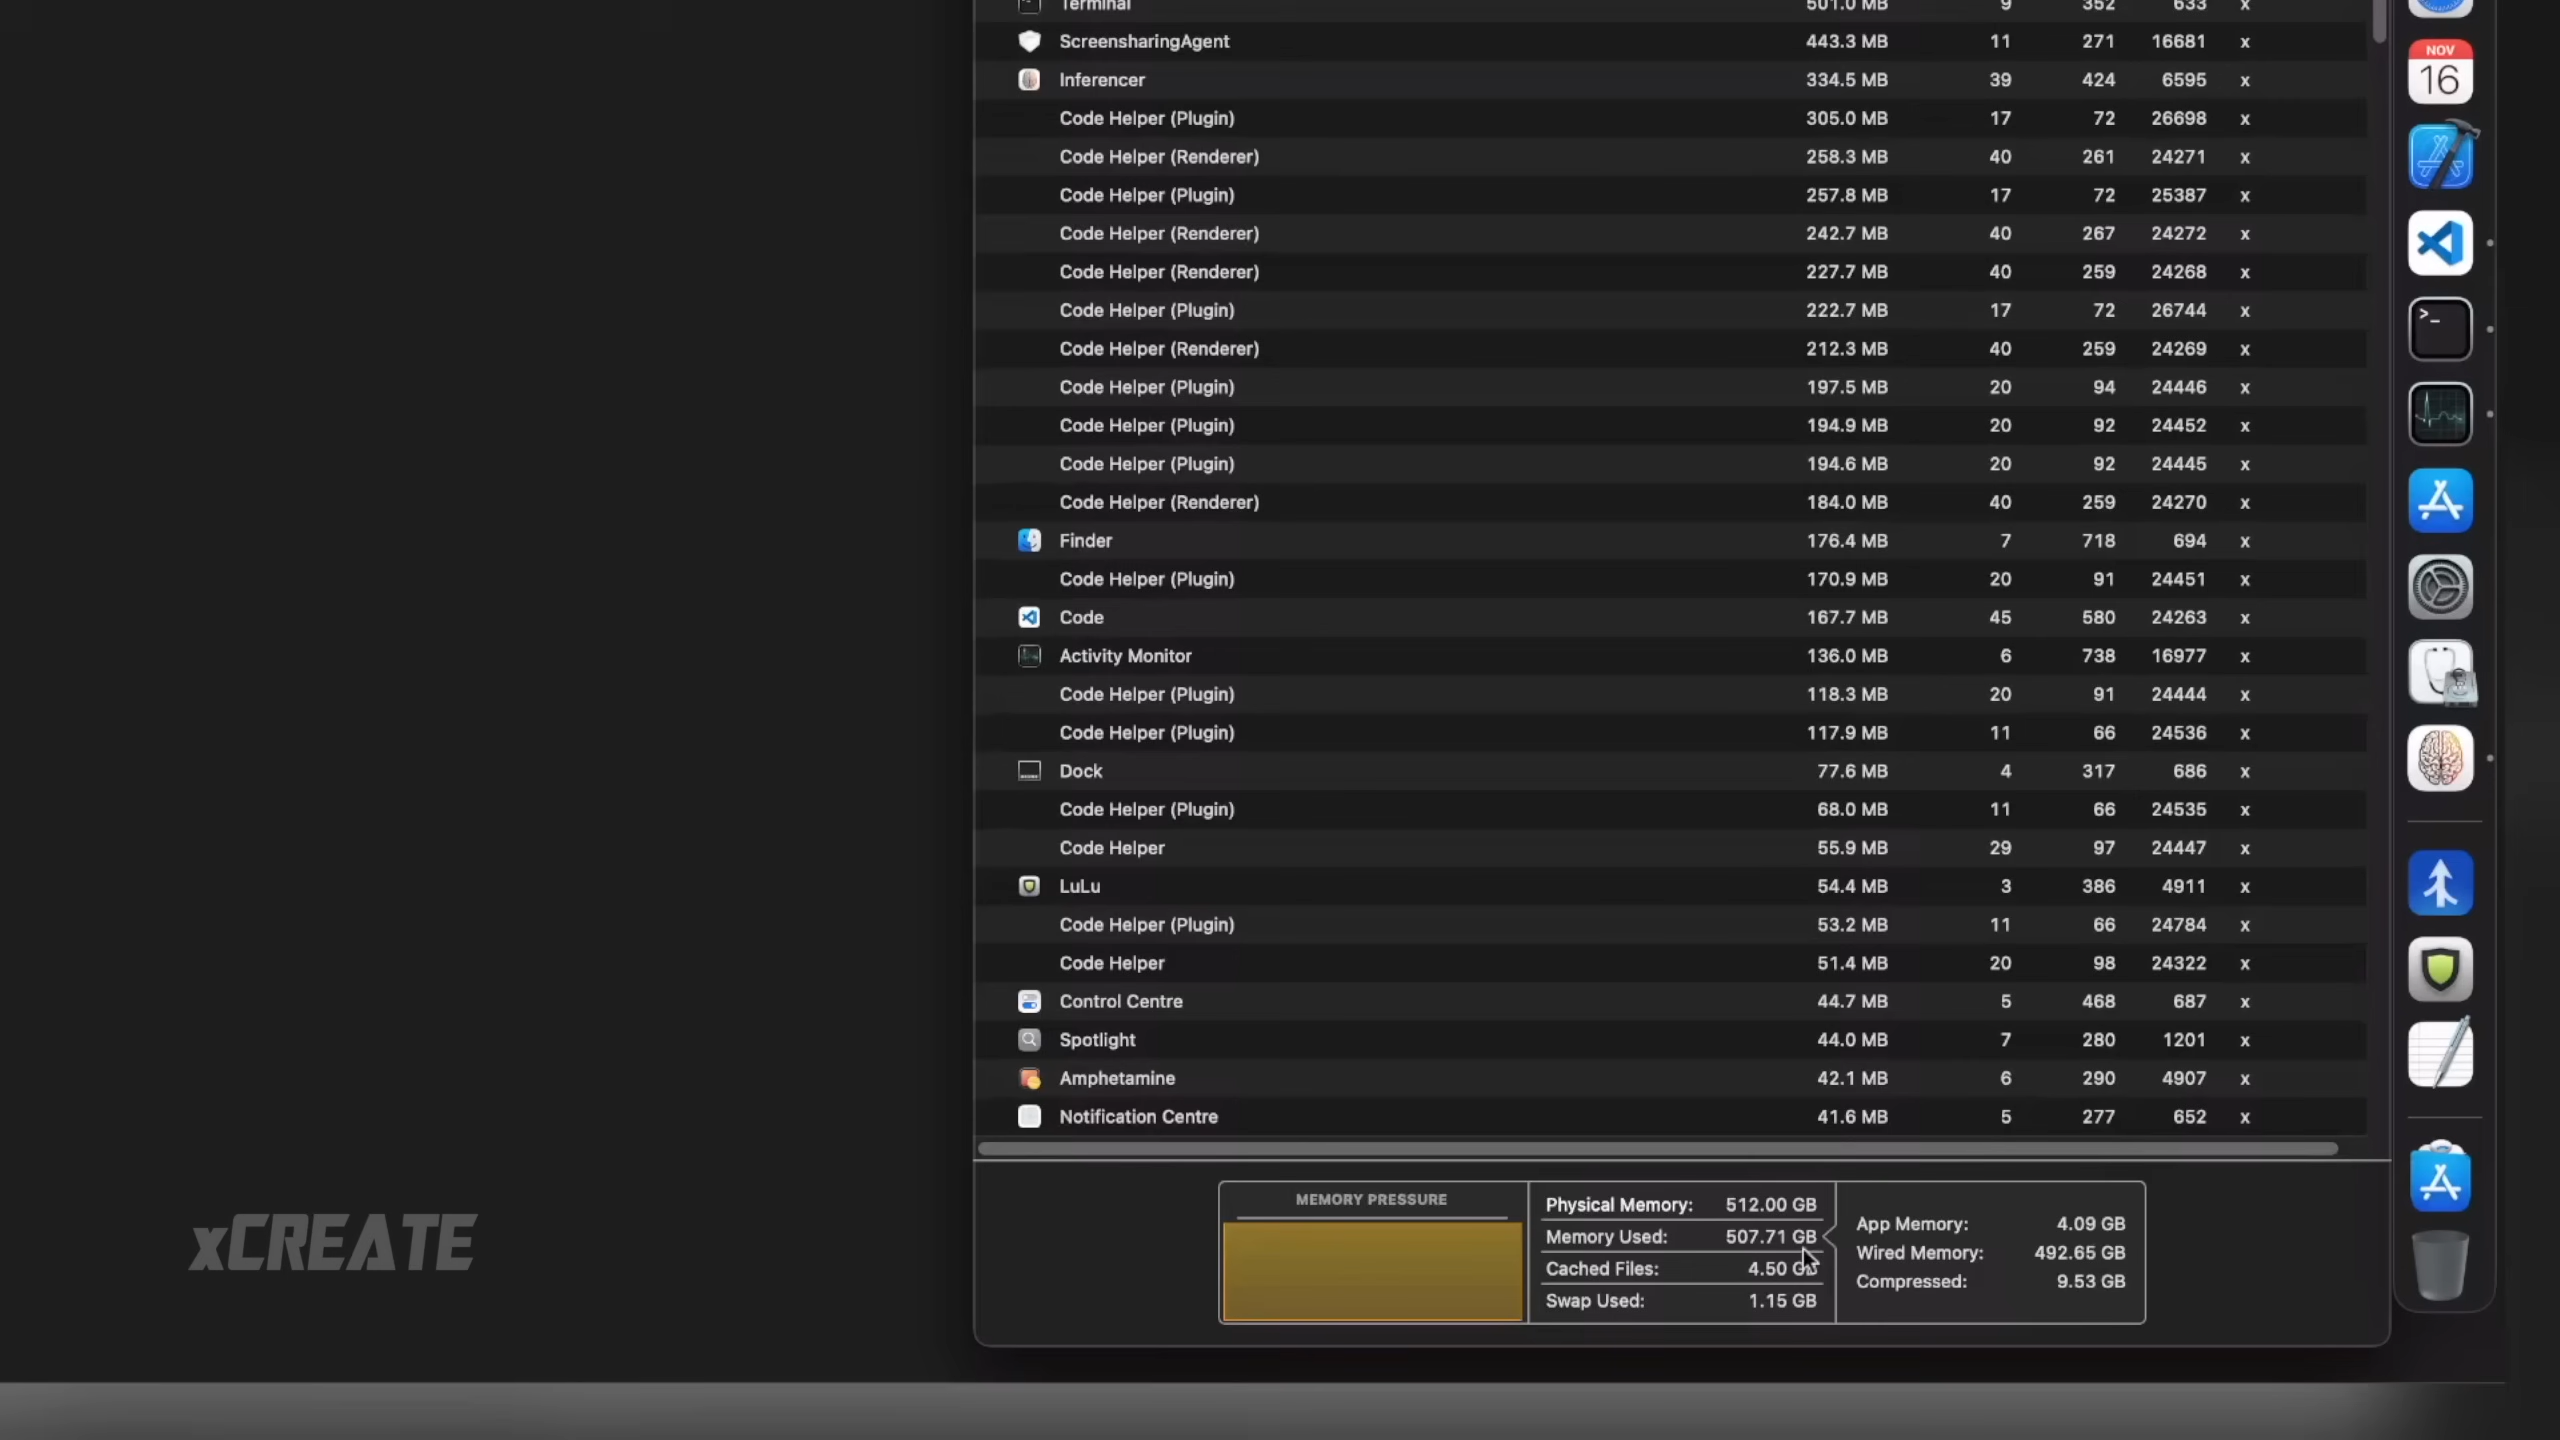 Terminal 501.0 MB 9 352 633 x
ScreensharingAgent 443.3 MB 11 271 16681 x
Inferencer 334.5 MB 39 424 6595 x
Code Helper (Plugin) 305.0 MB 17 72 26698 x
Code Helper (Renderer) 258.3 MB 40 261 24271 x
Code Helper (Plugin) 257.8 MB 17 72 25387 x
Code Helper (Renderer) 242.7 MB 40 267 24272 x
Code Helper (Renderer) 227.7 MB 40 259 24268 x
Code Helper (Plugin) 222.7 MB 17 72 26744 x
Code Helper (Renderer) 212.3 MB 40 259 24269 x
Code Helper (Plugin) 197.5 MB 20 94 24446 x
Code Helper (Plugin) 194.9 MB 20 92 24452 x
Code Helper (Plugin) 194.6 MB 20 92 24445 x
Code Helper (Renderer) 184.0 MB 40 259 24270 x
Finder 176.4 MB 7 718 694 x
Code Helper (Plugin) 170.9 MB 20 91 24451 x
Code 167.7 MB 45 580 24263 x
Activity Monitor 136.0 MB 6 738 16977 x
Code Helper (Plugin) 118.3 MB 20 91 24444 x
Code Helper (Plugin) 117.9 MB 11 66 24536 x
Dock 77.6 MB 4 317 686 x
Code Helper (Plugin) 68.0 MB 11 66 24535 x
Code Helper 55.9 MB 29 97 24447 x
LuLu 54.4 MB 3 386 4911 x
Code Helper (Plugin) 53.2 MB 11 66 24784 x
Code Helper 51.4 MB 20 98 24322 x
Control Centre 44.7 MB 5 468 687 x
Spotlight 44.0 MB 7 280 1201 x
Amphetamine 42.1 MB 6 290 4907 x
Notification Centre 41.6 MB 5 277 652 x
MEMORY PRESSURE
Physical Memory: 512.00 GB
Memory Used: 507.71 GB
Cached Files: 4.50 GB
Swap Used: 1.15 GB
App Memory: 4.09 GB
Wired Memory: 492.65 GB
Compressed: 9.53 GB
NOV
16
>_
xCREATE